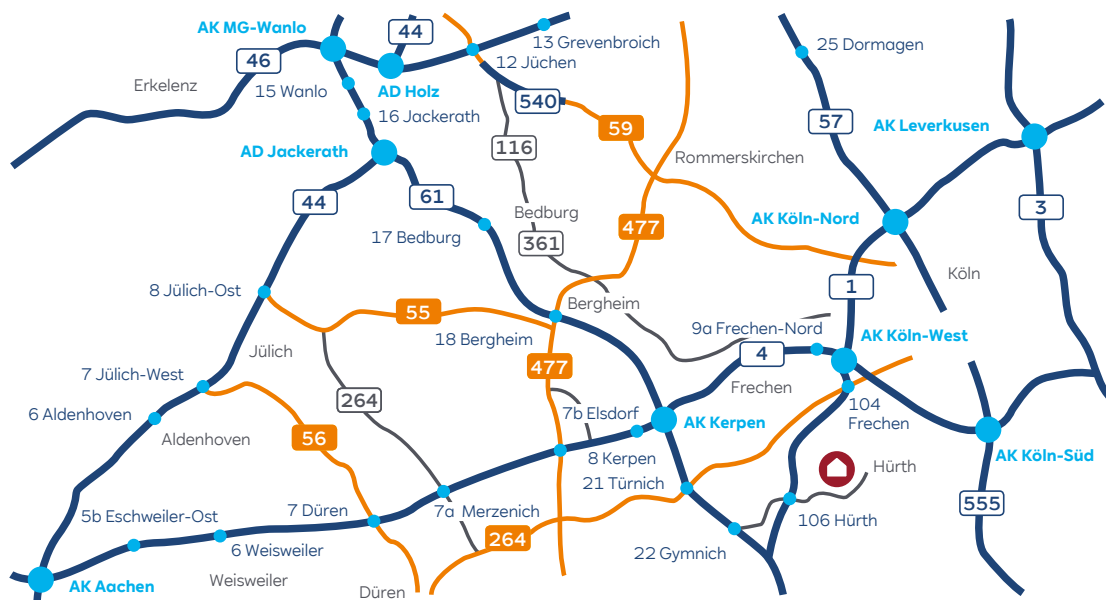 AK MG-Wanlo
44
13 Grevenbroich
25 Dormagen
46
12 Jüchen
Erkelenz
15 Wanlo
AD Holz
540
16 Jackerath
59
57
AK Leverkusen
AD Jackerath
116
Rommerskirchen
44
61
Bedburg
477
AK Köln-Nord
3
17 Bedburg
361
Köln
8 Jülich-Ost
1
Bergheim
55
18 Bergheim
9a Frechen-Nord
AK Köln-West
Jülich
477
4
7 Jülich-West
264
Frechen
6 Aldenhoven
7b Elsdorf
AK Kerpen
104
Frechen
Aldenhoven
56
8 Kerpen
AK Köln-Süd
21 Türnich
Hürth
5b Eschweiler-Ost
7 Düren
7a Merzenich
106 Hürth
555
6 Weisweiler
264
22 Gymnich
AK Aachen
Weisweiler
Düren